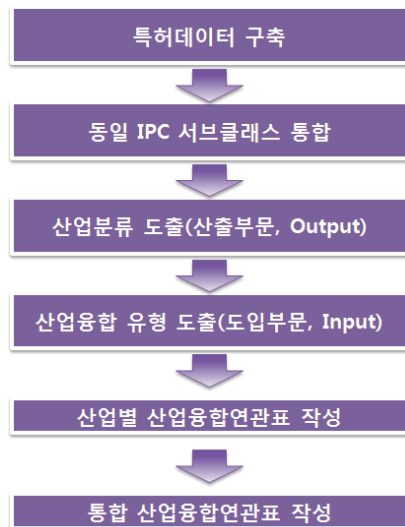 특허데이터 구축
동일 IPC 서브클래스 통합
산업분류 도출(산출부문, Output)
산업융합 유형 도출(도입부문, Input)
산업별 산업융합연관표 작성
통합 산업융합연관표 작성